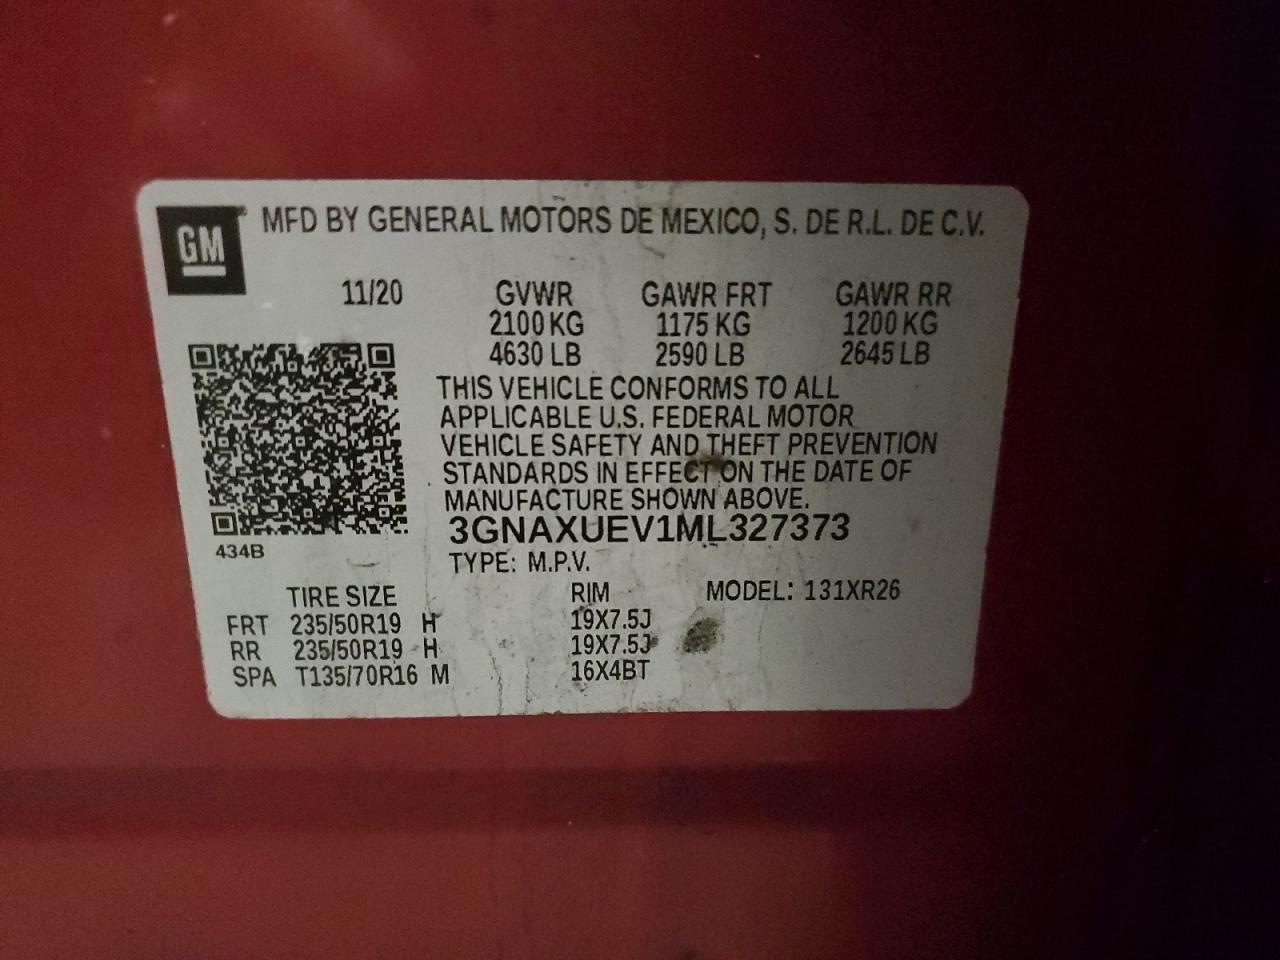 GM
MFD BY GENERAL MOTORS DE MEXICO, S. DE R.L. DE C.V.
11/20 GVWR GAWR FRT GAWR RR
2100 KG 1175 KG 1200 KG
4630 LB 2590 LB 2645 LB
THIS VEHICLE CONFORMS TO ALL
APPLICABLE U.S. FEDERAL MOTOR
VEHICLE SAFETY AND THEFT PREVENTION
STANDARDS IN EFFECT ON THE DATE OF
MANUFACTURE SHOWN ABOVE.
3GNAXUEV1ML327373
434B
TYPE: M.P.V.
TIRE SIZE RIM MODEL: 131XR26
FRT 235/50R19 H 19X7.5J
RR 235/50R19 H 19X7.5J
SPA T135/70R16 M 16X4BT